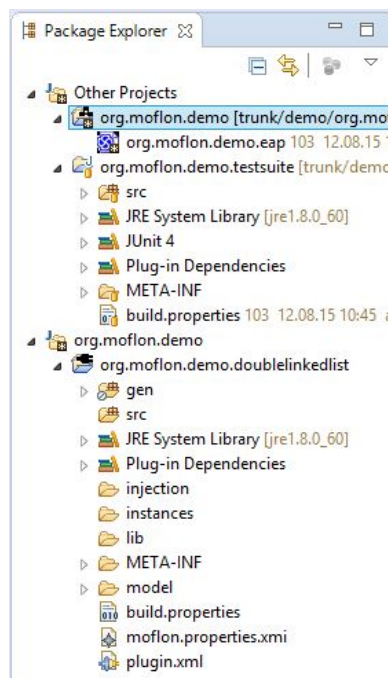 Package Explorer
Other Projects
org.moflon.demo [trunk/demo/org.mo
org.moflon.demo.eap 103 12.08.15
org.moflon.demo.testsuite [trunk/demo
src
JRE System Library [jre1.8.0_60]
JUnit 4
Plug-in Dependencies
META-INF
build.properties 103 12.08.15 10:45
org.moflon.demo
org.moflon.demo.doublelinkedlist
gen
src
JRE System Library [jre1.8.0_60]
Plug-in Dependencies
injection
instances
lib
META-INF
model
build.properties
moflon.properties.xmi
plugin.xml